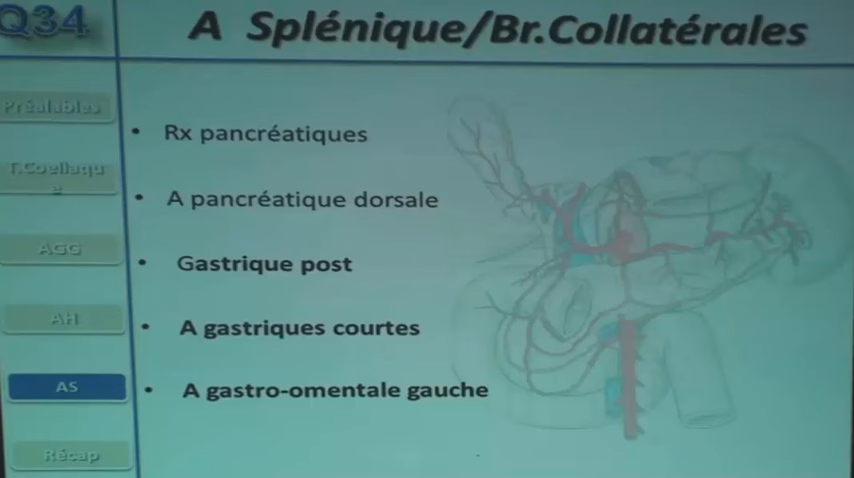 Q34
A Splénique/Br.Collatérales
Préalables
T.Coeliaqu
e
AGG
AH
AS
Récap
• Rx pancréatiques
• A pancréatique dorsale
• Gastrique post
• A gastriques courtes
• A gastro-omentale gauche